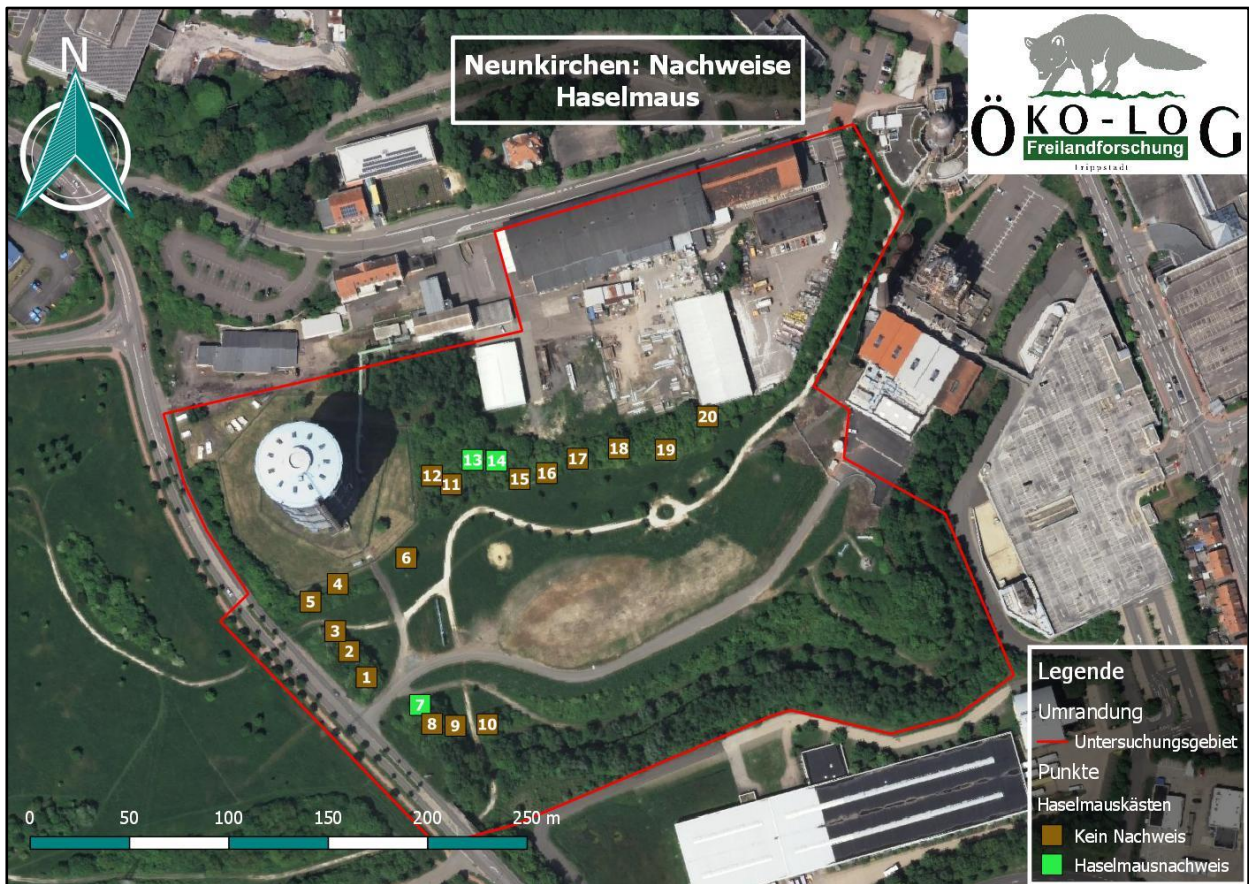 N
Neunkirchen: Nachweise
Haselmaus
ÖKO-LOG
Freilandforschung
Trippstadt
20
18
19
17
13
14
16
15
12
11
6
4
5
3
2
1
7
8
9
10
Legende
Umrandung
Untersuchungsgebiet
Punkte
Haselmauskästen
Kein Nachweis
Haselmausnachweis
0 50 100 150 200 250 m